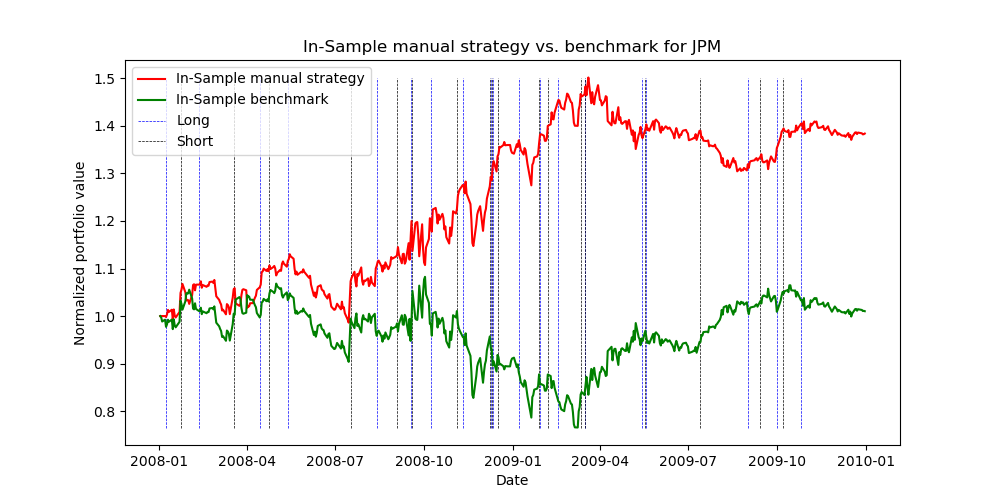 In-Sample manual strategy vs. benchmark for JPM
In-Sample manual strategy
In-Sample benchmark
Long
Short
Normalized portfolio value
1.5
1.4
1.3
1.2
1.1
1.0
0.9
0.8
2008-01 2008-04 2008-07 2008-10 2009-01 2009-04 2009-07 2009-10 2010-01
Date